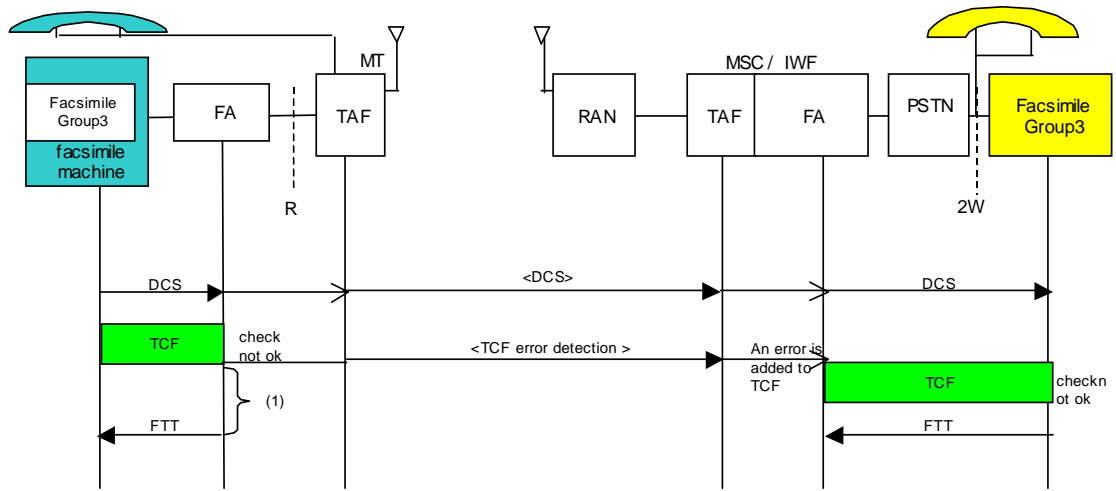 MT
MSC / IWF
Facsimile
Group3
facsimile
machine
FA
TAF
RAN
TAF
FA
PSTN
Facsimile
Group3
R
2W
DCS
<DCS>
DCS
TCF
check
not ok
<TCF error detection >
An error is
added to
TCF
TCF
checkn
ot ok
(1)
FTT
FTT